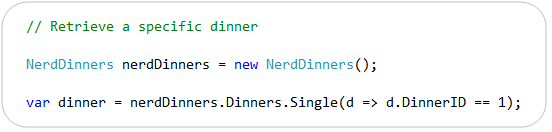 // Retrieve a specific dinner
NerdDinners nerdDinners = new NerdDinners();
var dinner = nerdDinners.Dinners.Single(d => d.DinnerID == 1);